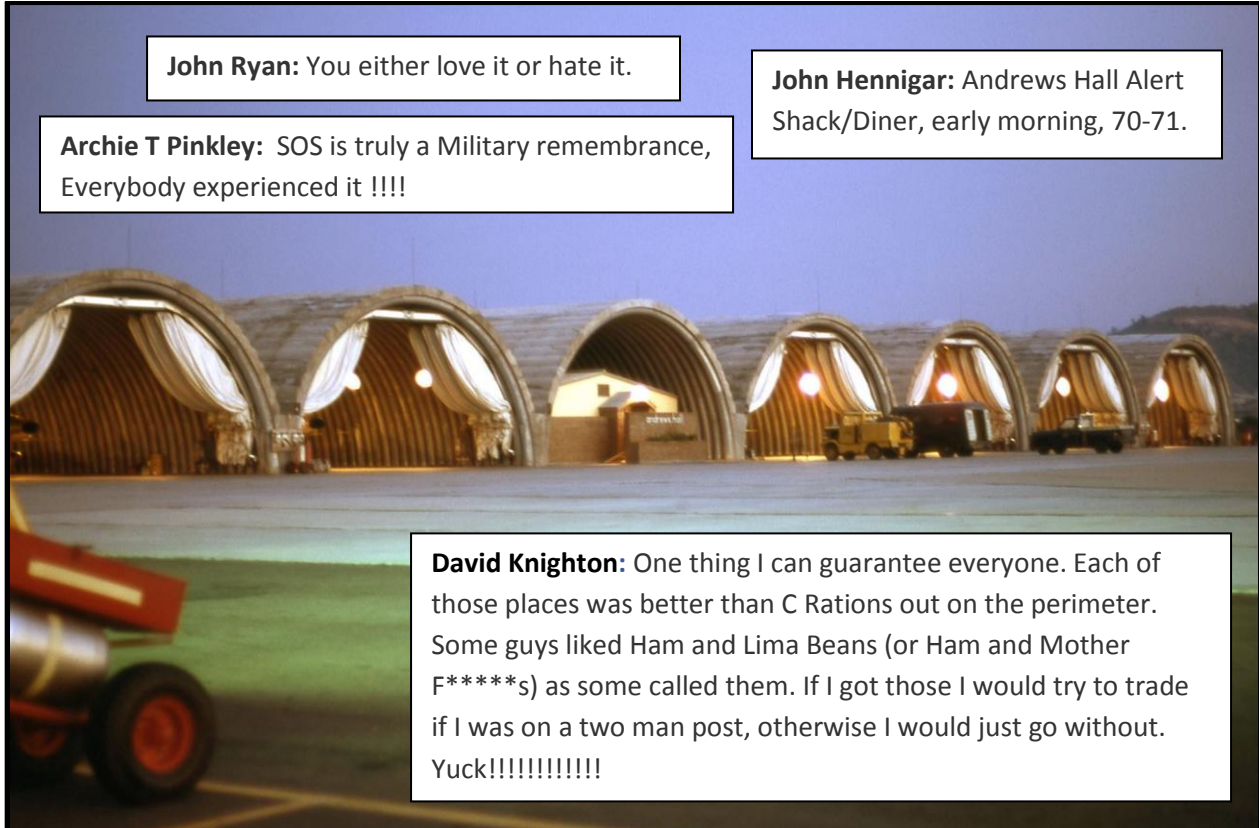 John Ryan: You either love it or hate it.
John Hennigar: Andrews Hall Alert
Shack/Diner, early morning, 70-71.
Archie T Pinkley:  SOS is truly a Military remembrance,
Everybody experienced it !!!!
andrews hall
David Knighton: One thing I can guarantee everyone. Each of
those places was better than C Rations out on the perimeter.
Some guys liked Ham and Lima Beans (or Ham and Mother
F*****s) as some called them. If I got those I would try to trade
if I was on a two man post, otherwise I would just go without.
Yuck!!!!!!!!!!!!